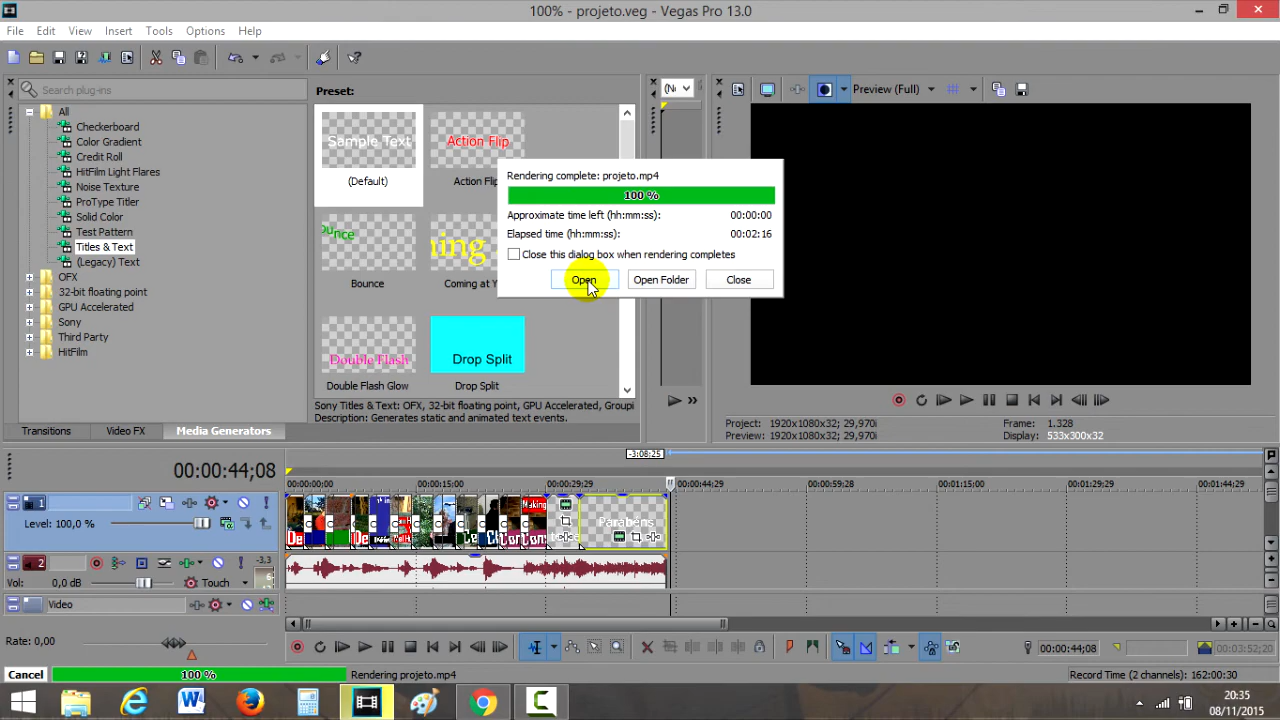 100% - projeto.veg - Vegas Pro 13.0
File Edit View Insert Tools Options Help
Search plug-ins
All
Checkerboard
Color Gradient
Credit Roll
HitFilm Light Flares
Noise Texture
ProType Titler
Solid Color
Test Pattern
Titles & Text
(Legacy) Text
OFX
32-bit floating point
GPU Accelerated
Sony
Third Party
HitFilm
Preset:
Sample Text
Action Flip
(Default)
Action Flip
Bounce
Coming at Y
Double Flash
Drop Split
Double Flash Glow
Drop Split
Sony Titles & Text: OFX, 32-bit floating point, GPU Accelerated, Groupi
Description: Generates static and animated text events.
Transitions Video FX Media Generators
Rendering complete: projeto.mp4
100 %
Approximate time left (hh:mm:ss): 00:00:00
Elapsed time (hh:mm:ss): 00:02:16
Close this dialog box when rendering completes
Open Open Folder Close
Preview (Full)
Project: 1920x1080x32; 29,970i
Preview: 1920x1080x32; 29,970i
Frame: 1.328
Display: 533x300x32
00:00:44;08
-3:08:25
00:00:00;00 00:00:15;00 00:00:29;29 00:00:44;29 00:00:59;28 00:01:15;00 00:01:29;29 00:01:44;29
1
Level: 100,0 %
Making
Parabéns
2
Vol: 0,0 dB
Touch
-3.3
6
Video
Rate: 0,00
00:00:44;08
00:03:52;20
Cancel
100 %
Rendering projeto.mp4
Record Time (2 channels): 162:00:30
20:35
08/11/2015